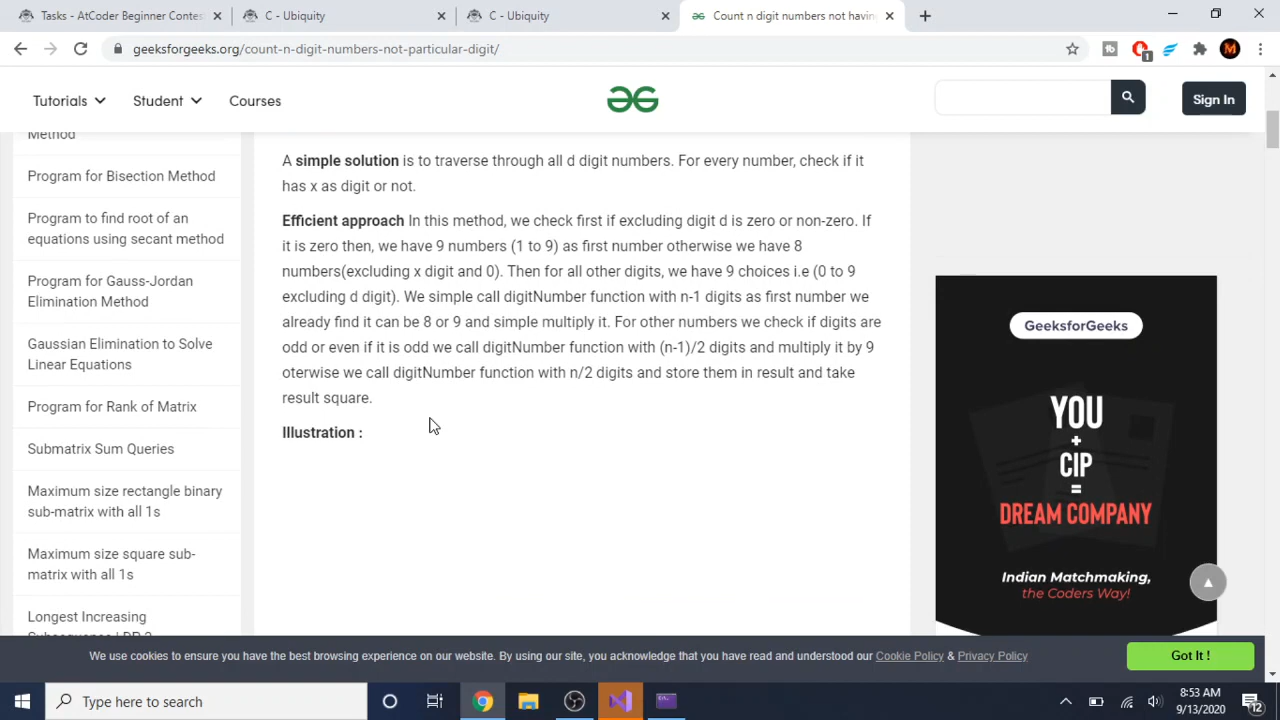 Tasks - AtCoder Beginner Contes
C - Ubiquity
C - Ubiquity
Count n digit numbers not having
geeksforgeeks.org/count-n-digit-numbers-not-particular-digit/
1
M
Tutorials
Student
Courses
Sign In
Method
Program for Bisection Method
Program to find root of an
equations using secant method
Program for Gauss-Jordan
Elimination Method
Gaussian Elimination to Solve
Linear Equations
Program for Rank of Matrix
Submatrix Sum Queries
Maximum size rectangle binary
sub-matrix with all 1s
Maximum size square sub-
matrix with all 1s
Longest Increasing
A simple solution is to traverse through all d digit numbers. For every number, check if it
has x as digit or not.
Efficient approach In this method, we check first if excluding digit d is zero or non-zero. If
it is zero then, we have 9 numbers (1 to 9) as first number otherwise we have 8
numbers(excluding x digit and 0). Then for all other digits, we have 9 choices i.e (0 to 9
excluding d digit). We simple call digitNumber function with n-1 digits as first number we
already find it can be 8 or 9 and simple multiply it. For other numbers we check if digits are
odd or even if it is odd we call digitNumber function with (n-1)/2 digits and multiply it by 9
oterwise we call digitNumber function with n/2 digits and store them in result and take
result square.
Illustration :
GeeksforGeeks
YOU
+
CIP
=
DREAM COMPANY
Indian Matchmaking,
the Coders Way!
We use cookies to ensure you have the best browsing experience on our website. By using our site, you acknowledge that you have read and understood our Cookie Policy & Privacy Policy
Got It !
Type here to search
8:53 AM
9/13/2020
12